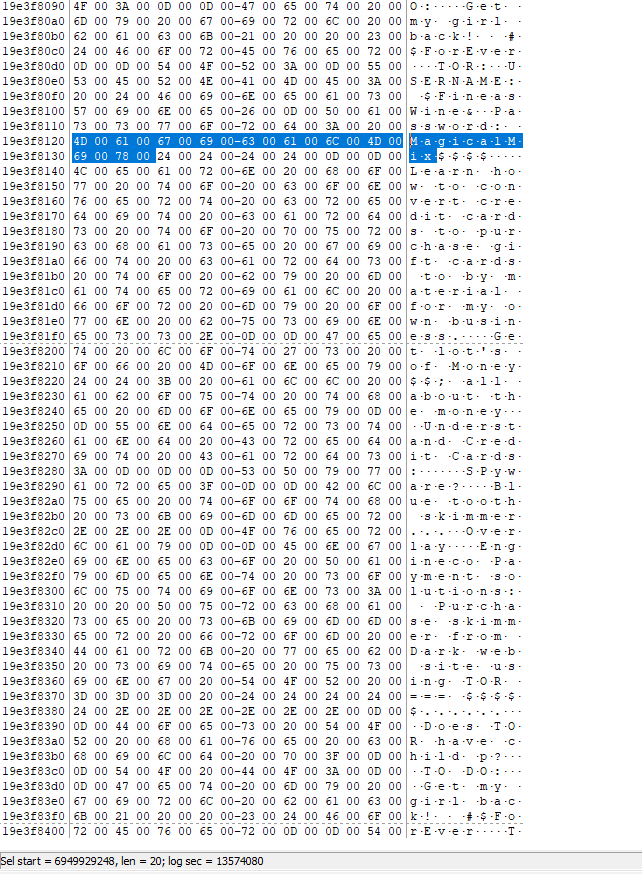 19e3f8090 4F 00 3A 00 0D 00 0D 00-47 00 65 00 74 00 20 00 O·:·····G·e·t· ·
19e3f80a0 6D 00 79 00 20 00 67 00-69 00 72 00 6C 00 20 00 m·y· ·g·i·r·l· ·
19e3f80b0 62 00 61 00 63 00 6B 00-21 00 20 00 20 00 23 00 b·a·c·k·!· · ·#·
19e3f80c0 24 00 46 00 6F 00 72 00-45 00 76 00 65 00 72 00 $·F·o·r·E·v·e·r·
19e3f80d0 0D 00 0D 00 54 00 4F 00-52 00 3A 00 0D 00 55 00 ····T·O·R·:···U·
19e3f80e0 53 00 45 00 52 00 4E 00-41 00 4D 00 45 00 3A 00 S·E·R·N·A·M·E·:·
19e3f80f0 20 00 24 00 46 00 69 00-6E 00 65 00 61 00 73 00 ·$·F·i·n·e·a·s·
19e3f8100 57 00 69 00 6E 00 65 00-26 00 0D 00 50 00 61 00 W·i·n·e·&···P·a·
19e3f8110 73 00 73 00 77 00 6F 00-72 00 64 00 3A 00 20 00 s·s·w·o·r·d·:· ·
19e3f8120 4D 00 61 00 67 00 69 00-63 00 61 00 6C 00 4D 00 M·a·g·i·c·a·l·M·
19e3f8130 69 00 78 00 24 00 24 00-24 00 24 00 0D 00 0D 00 i·x·$·$·$·$·····
19e3f8140 4C 00 65 00 61 00 72 00-6E 00 20 00 68 00 6F 00 L·e·a·r·n· ·h·o·
19e3f8150 77 00 20 00 74 00 6F 00-20 00 63 00 6F 00 6E 00 w· ·t·o· ·c·o·n·
19e3f8160 76 00 65 00 72 00 74 00-20 00 63 00 72 00 65 00 v·e·r·t· ·c·r·e·
19e3f8170 64 00 69 00 74 00 20 00-63 00 61 00 72 00 64 00 d·i·t· ·c·a·r·d·
19e3f8180 73 00 20 00 74 00 6F 00-20 00 70 00 75 00 72 00 s· ·t·o· ·p·u·r·
19e3f8190 63 00 68 00 61 00 73 00-65 00 20 00 67 00 69 00 c·h·a·s·e· ·g·i·
19e3f81a0 66 00 74 00 20 00 63 00-61 00 72 00 64 00 73 00 f·t· ·c·a·r·d·s·
19e3f81b0 20 00 74 00 6F 00 20 00-62 00 79 00 20 00 6D 00 ·t·o· ·b·y· ·m·
19e3f81c0 61 00 74 00 65 00 72 00-69 00 61 00 6C 00 20 00 a·t·e·r·i·a·l· ·
19e3f81d0 66 00 6F 00 72 00 20 00-6D 00 79 00 20 00 6F 00 f·o·r· ·m·y· ·o·
19e3f81e0 77 00 6E 00 20 00 62 00-75 00 73 00 69 00 6E 00 w·n· ·b·u·s·i·n·
19e3f81f0 65 00 73 00 73 00 2E 00-0D 00 0D 00 47 00 65 00 e·s·s·.·····G·e·
19e3f8200 74 00 20 00 6C 00 6F 00-74 00 27 00 73 00 20 00 t· ·l·o·t·'·s· ·
19e3f8210 6F 00 66 00 20 00 4D 00-6F 00 6E 00 65 00 79 00 o·f· ·M·o·n·e·y·
19e3f8220 24 00 24 00 3B 00 20 00-61 00 6C 00 6C 00 20 00 $·$·;· ·a·l·l· ·
19e3f8230 61 00 62 00 6F 00 75 00-74 00 20 00 74 00 68 00 a·b·o·u·t· ·t·h·
19e3f8240 65 00 20 00 6D 00 6F 00-6E 00 65 00 79 00 0D 00 e· ·m·o·n·e·y···
19e3f8250 0D 00 55 00 6E 00 64 00-65 00 72 00 73 00 74 00 ··U·n·d·e·r·s·t·
19e3f8260 61 00 6E 00 64 00 20 00-43 00 72 00 65 00 64 00 a·n·d· ·C·r·e·d·
19e3f8270 69 00 74 00 20 00 43 00-61 00 72 00 64 00 73 00 i·t· ·C·a·r·d·s·
19e3f8280 3A 00 0D 00 0D 00 0D 00-53 00 50 00 79 00 77 00 :·······S·P·y·w·
19e3f8290 61 00 72 00 65 00 3F 00-0D 00 0D 00 42 00 6C 00 a·r·e·?·····B·l·
19e3f82a0 75 00 65 00 20 00 74 00-6F 00 6F 00 74 00 68 00 u·e· ·t·o·o·t·h·
19e3f82b0 20 00 73 00 6B 00 69 00-6D 00 6D 00 65 00 72 00 ·s·k·i·m·m·e·r·
19e3f82c0 2E 00 2E 00 2E 00 0D 00-4F 00 76 00 65 00 72 00 .·.·.···O·v·e·r·
19e3f82d0 6C 00 61 00 79 00 0D 00-0D 00 45 00 6E 00 67 00 l·a·y·····E·n·g·
19e3f82e0 69 00 6E 00 65 00 63 00-6F 00 20 00 50 00 61 00 i·n·e·c·o· ·P·a·
19e3f82f0 79 00 6D 00 65 00 6E 00-74 00 20 00 73 00 6F 00 y·m·e·n·t· ·s·o·
19e3f8300 6C 00 75 00 74 00 69 00-6F 00 6E 00 73 00 3A 00 l·u·t·i·o·n·s·:·
19e3f8310 20 00 20 00 50 00 75 00-72 00 63 00 68 00 61 00 · ·P·u·r·c·h·a·
19e3f8320 73 00 65 00 20 00 73 00-6B 00 69 00 6D 00 6D 00 s·e· ·s·k·i·m·m·
19e3f8330 65 00 72 00 20 00 66 00-72 00 6F 00 6D 00 20 00 e·r· ·f·r·o·m· ·
19e3f8340 44 00 61 00 72 00 6B 00-20 00 77 00 65 00 62 00 D·a·r·k· ·w·e·b·
19e3f8350 20 00 73 00 69 00 74 00-65 00 20 00 75 00 73 00 ·s·i·t·e· ·u·s·
19e3f8360 69 00 6E 00 67 00 20 00-54 00 4F 00 52 00 20 00 i·n·g· ·T·O·R· ·
19e3f8370 3D 00 3D 00 3D 00 20 00-24 00 24 00 24 00 24 00 =·=·=· ·$·$·$·$·
19e3f8380 24 00 2E 00 2E 00 2E 00-2E 00 2E 00 2E 00 0D 00 $·.·.·.·.·.·.···
19e3f8390 0D 00 44 00 6F 00 65 00-73 00 20 00 54 00 4F 00 ··D·o·e·s· ·T·O·
19e3f83a0 52 00 20 00 68 00 61 00-76 00 65 00 20 00 63 00 R· ·h·a·v·e· ·c·
19e3f83b0 68 00 69 00 6C 00 64 00-20 00 70 00 3F 00 0D 00 h·i·l·d· ·p·?···
19e3f83c0 0D 00 54 00 4F 00 20 00-44 00 4F 00 3A 00 0D 00 ··T·O· ·D·O·:···
19e3f83d0 0D 00 47 00 65 00 74 00-20 00 6D 00 79 00 20 00 ··G·e·t· ·m·y· ·
19e3f83e0 67 00 69 00 72 00 6C 00-20 00 62 00 61 00 63 00 g·i·r·l· ·b·a·c·
19e3f83f0 6B 00 21 00 20 00 20 00-23 00 24 00 46 00 6F 00 k·!· · ·#·$·F·o·
19e3f8400 72 00 45 00 76 00 65 00-72 00 0D 00 0D 00 54 00 r·E·v·e·r·····T·
Sel start = 6949929248, len = 20; log sec = 13574080